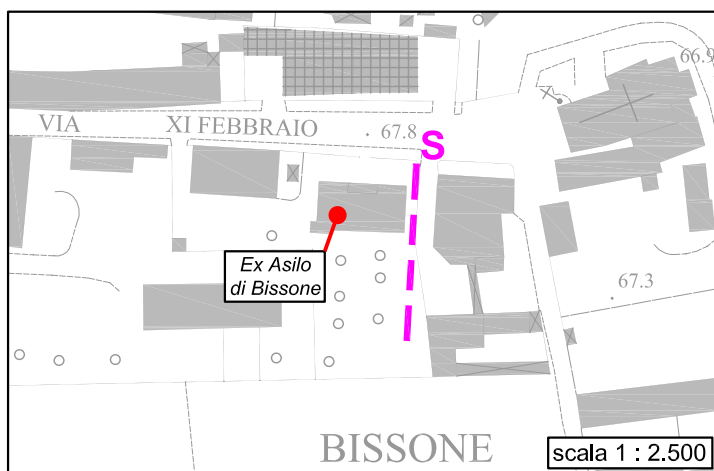 66.9
VIA XI FEBBRAIO 67.8 S
Ex Asilo
di Bissone
67.3
BISSONE
scala 1 : 2.500